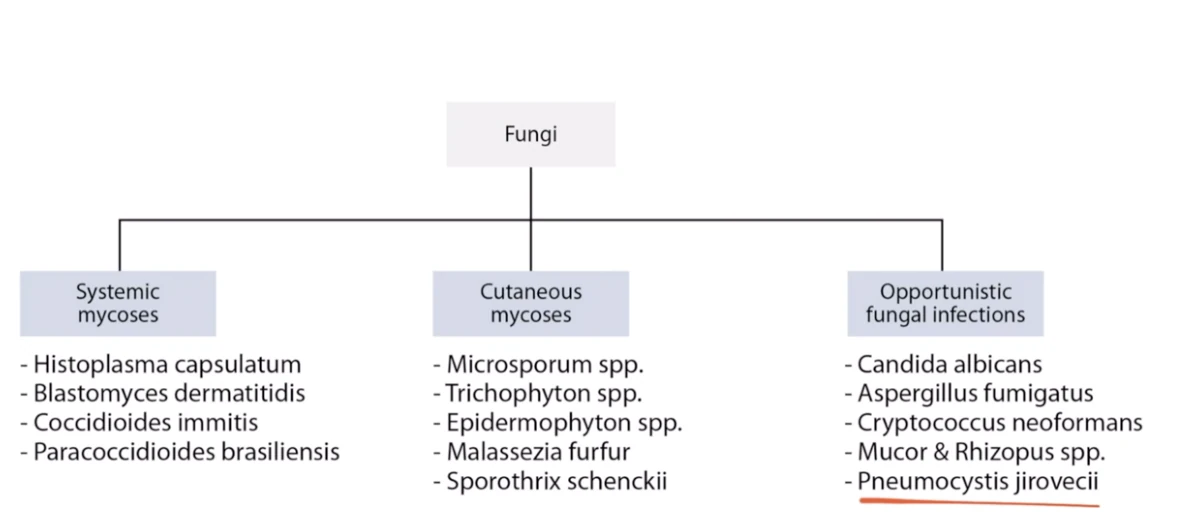 Fungi
Systemic
mycoses
- Histoplasma capsulatum
- Blastomyces dermatitidis
- Coccidioides immitis
- Paracoccidioides brasiliensis
Cutaneous
mycoses
- Microsporum spp.
- Trichophyton spp.
- Epidermophyton spp.
- Malassezia furfur
- Sporothrix schenckii
Opportunistic
fungal infections
- Candida albicans
- Aspergillus fumigatus
- Cryptococcus neoformans
- Mucor & Rhizopus spp.
- Pneumocystis jirovecii